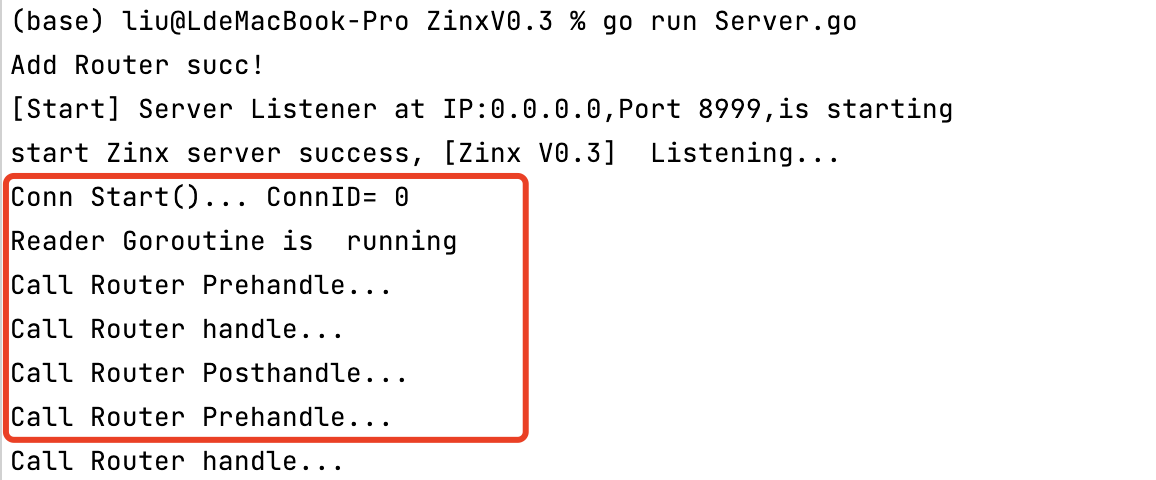 (base) liu@LdeMacBook-Pro ZinxV0.3 % go run Server.go
Add Router succ!
[Start] Server Listener at IP:0.0.0.0,Port 8999,is starting
start Zinx server success, [Zinx V0.3]  Listening...
Conn Start()... ConnID= 0
Reader Goroutine is  running
Call Router Prehandle...
Call Router handle...
Call Router Posthandle...
Call Router Prehandle...
Call Router handle...